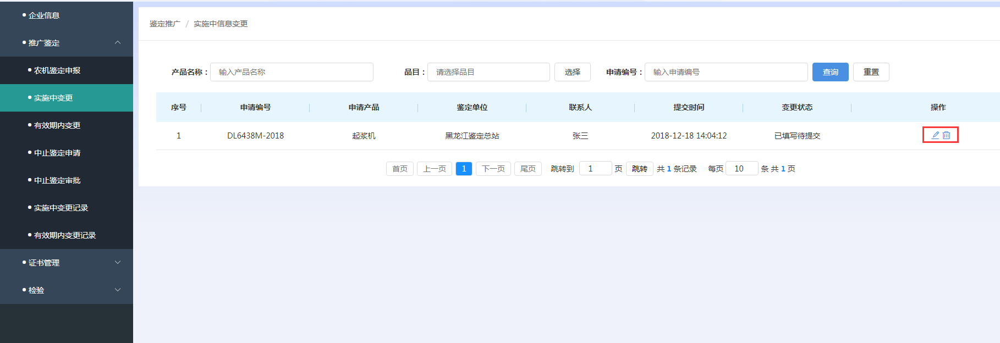 企业信息
推广鉴定
农机鉴定申报
实施中变更
有效期内变更
中止鉴定申请
中止鉴定审批
实施中变更记录
有效期内变更记录
证书管理
检验
鉴定推广 / 实施中信息变更
产品名称： 输入产品名称 品目： 请选择品目 选择 申请编号： 输入申请编号 查询 重置
序号 申请编号 申请产品 鉴定单位 联系人 提交时间 变更状态 操作
1 DL6438M-2018 起浆机 黑龙江鉴定总站 张三 2018-12-18 14:04:12 已填写待提交
首页 上一页 1 下一页 尾页 跳转到 1 页 跳转 共 1 条记录 每页 10 条 共 1 页